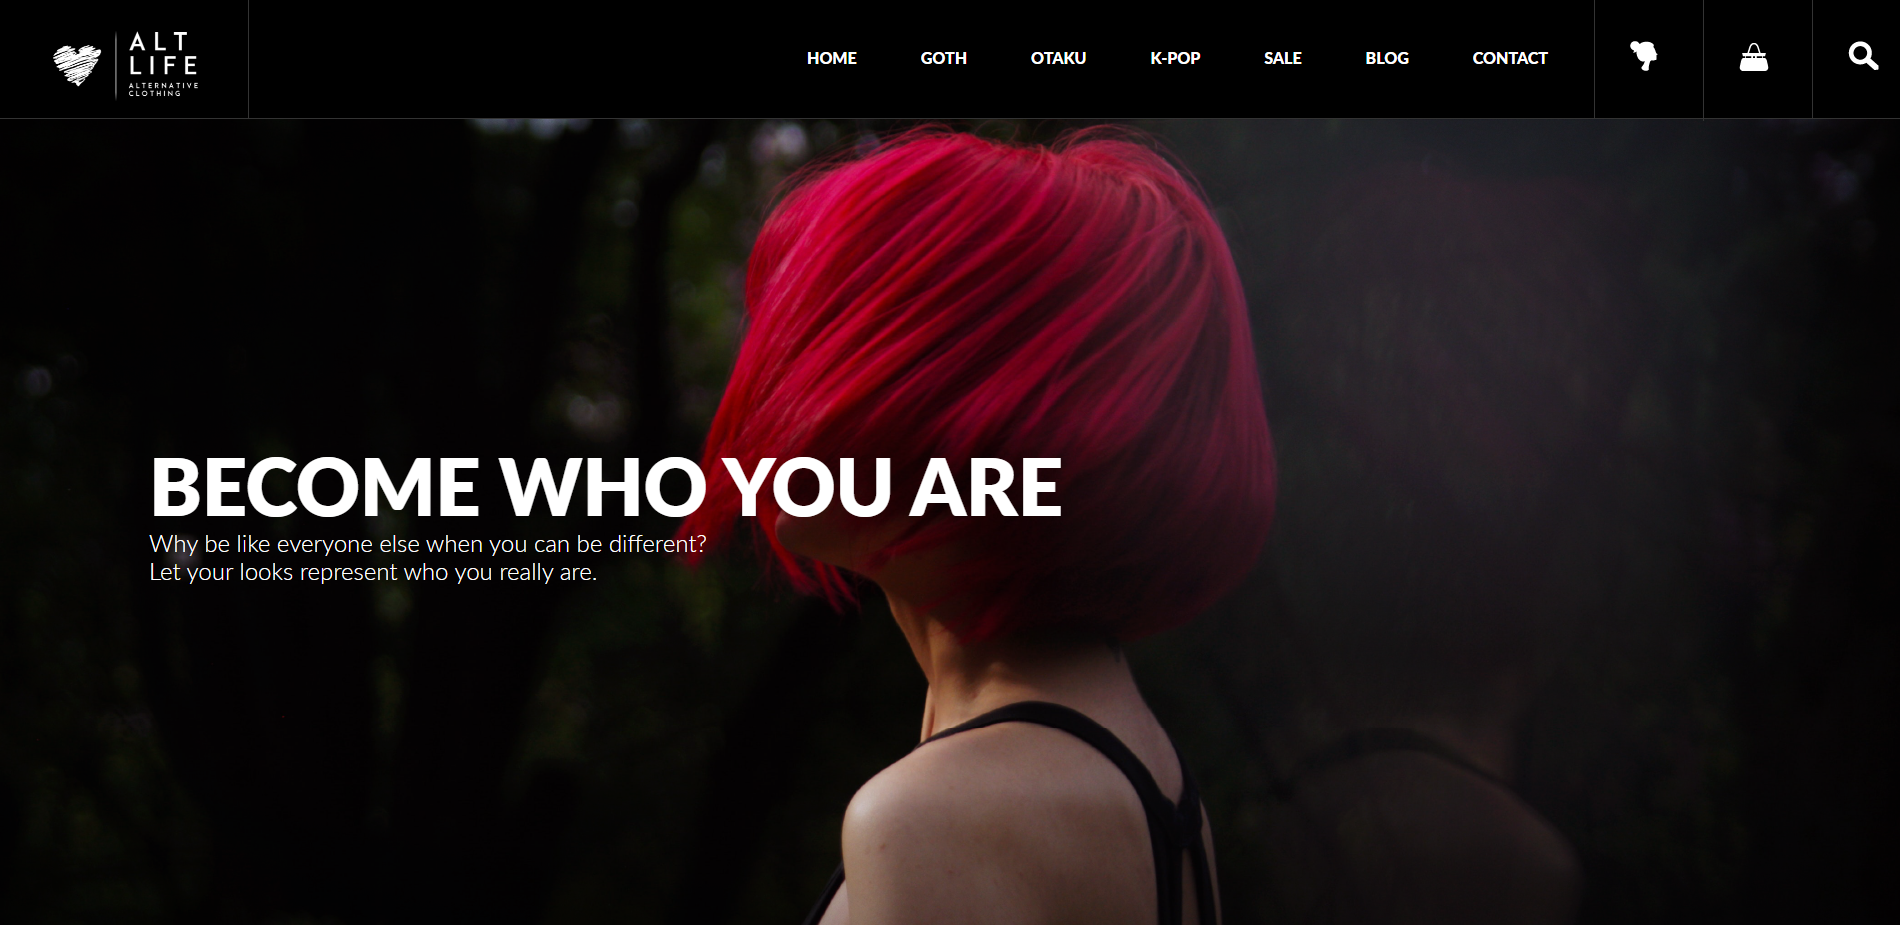 ALT
LIFE
ALTERNATIVE
CLOTHING
HOME GOTH OTAKU K-POP SALE BLOG CONTACT
BECOME WHO YOU ARE
Why be like everyone else when you can be different?
Let your looks represent who you really are.